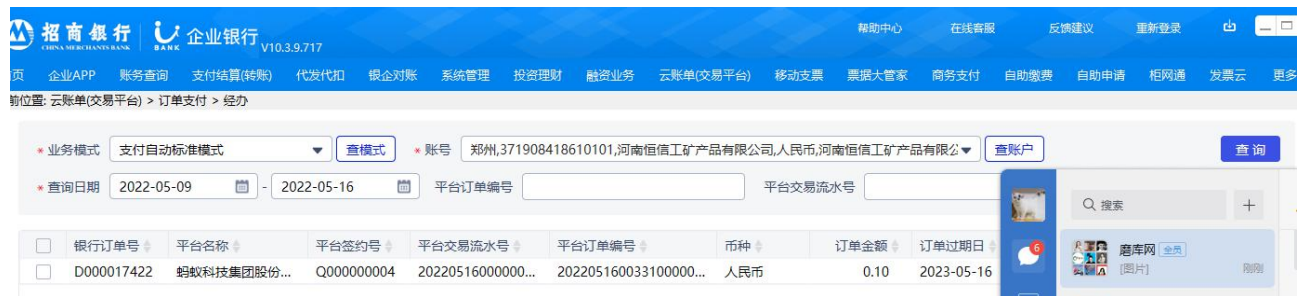 招商银行 企业银行 V10.3.9.717 帮助中心 在线客服 反馈建议 重新登录
CHINA MERCHANTS BANK BANK
页 企业APP 账务查询 支付结算(转账) 代发代扣 银企对账 系统管理 投资理财 融资业务 云账单(交易平台) 移动支票 票据大管家 商务支付 自助缴费 自助申请 柜网通 发票云 更多
前位置: 云账单(交易平台) > 订单支付 > 经办
* 业务模式 支付自动标准模式 查模式 * 账号 郑州,371908418610101,河南恒信工矿产品有限公司,人民币,河南恒信工矿产品有限公 查账户 查询
* 查询日期 2022-05-09 - 2022-05-16 平台订单编号 平台交易流水号
搜索 +
银行订单号 平台名称 平台签约号 平台交易流水号 平台订单编号 币种 订单金额 订单过期日
D000017422 蚂蚁科技集团股份... Q000000004 20220516000000... 202205160033100000... 人民币 0.10 2023-05-16
6 磨库网 全员
[图片] 刚刚